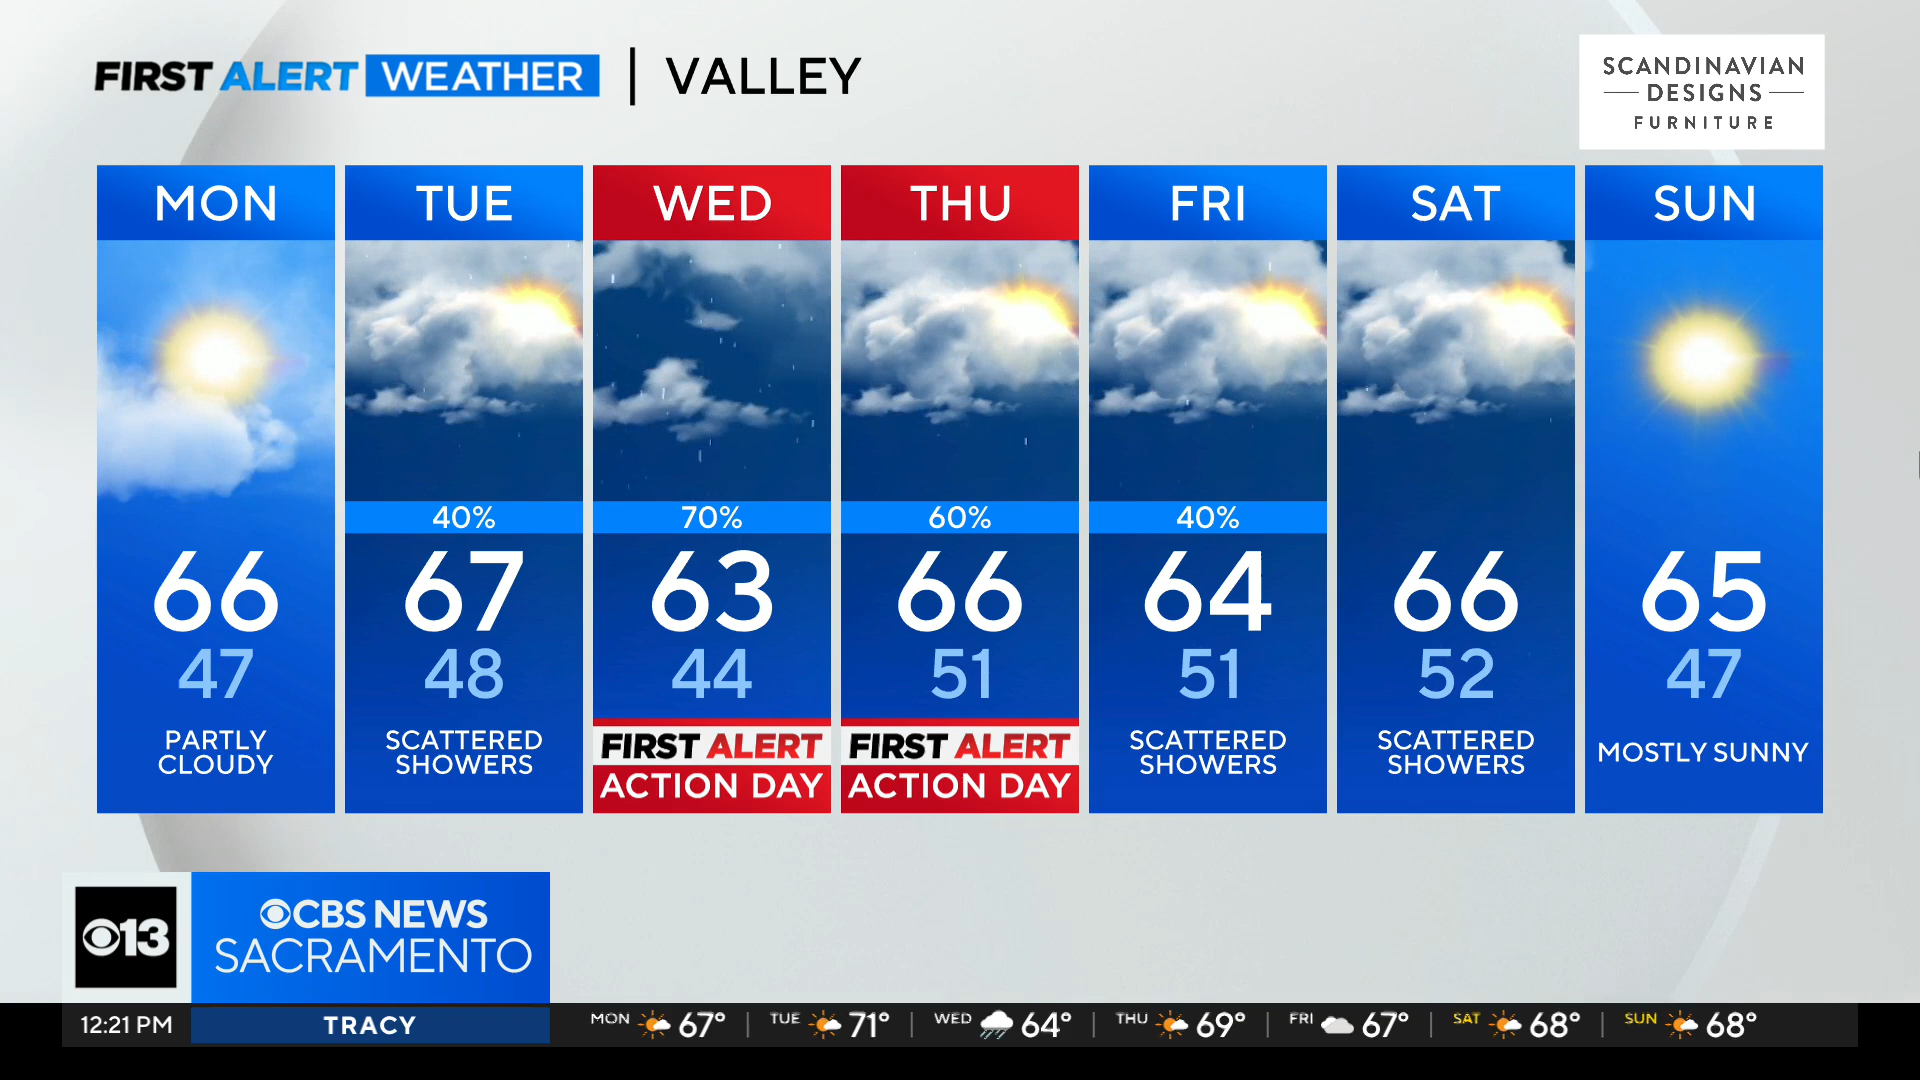 FIRST ALERT WEATHER | VALLEY
SCANDINAVIAN
DESIGNS
FURNITURE
MON
66
47
PARTLY
CLOUDY
TUE
40%
67
48
SCATTERED
SHOWERS
WED
70%
63
44
FIRST ALERT
ACTION DAY
THU
60%
66
51
FIRST ALERT
ACTION DAY
FRI
40%
64
51
SCATTERED
SHOWERS
SAT
66
52
SCATTERED
SHOWERS
SUN
65
47
MOSTLY SUNNY
13
CBS NEWS
SACRAMENTO
12:21 PM
TRACY
MON 67° | TUE 71° | WED 64° | THU 69° | FRI 67° | SAT 68° | SUN 68°